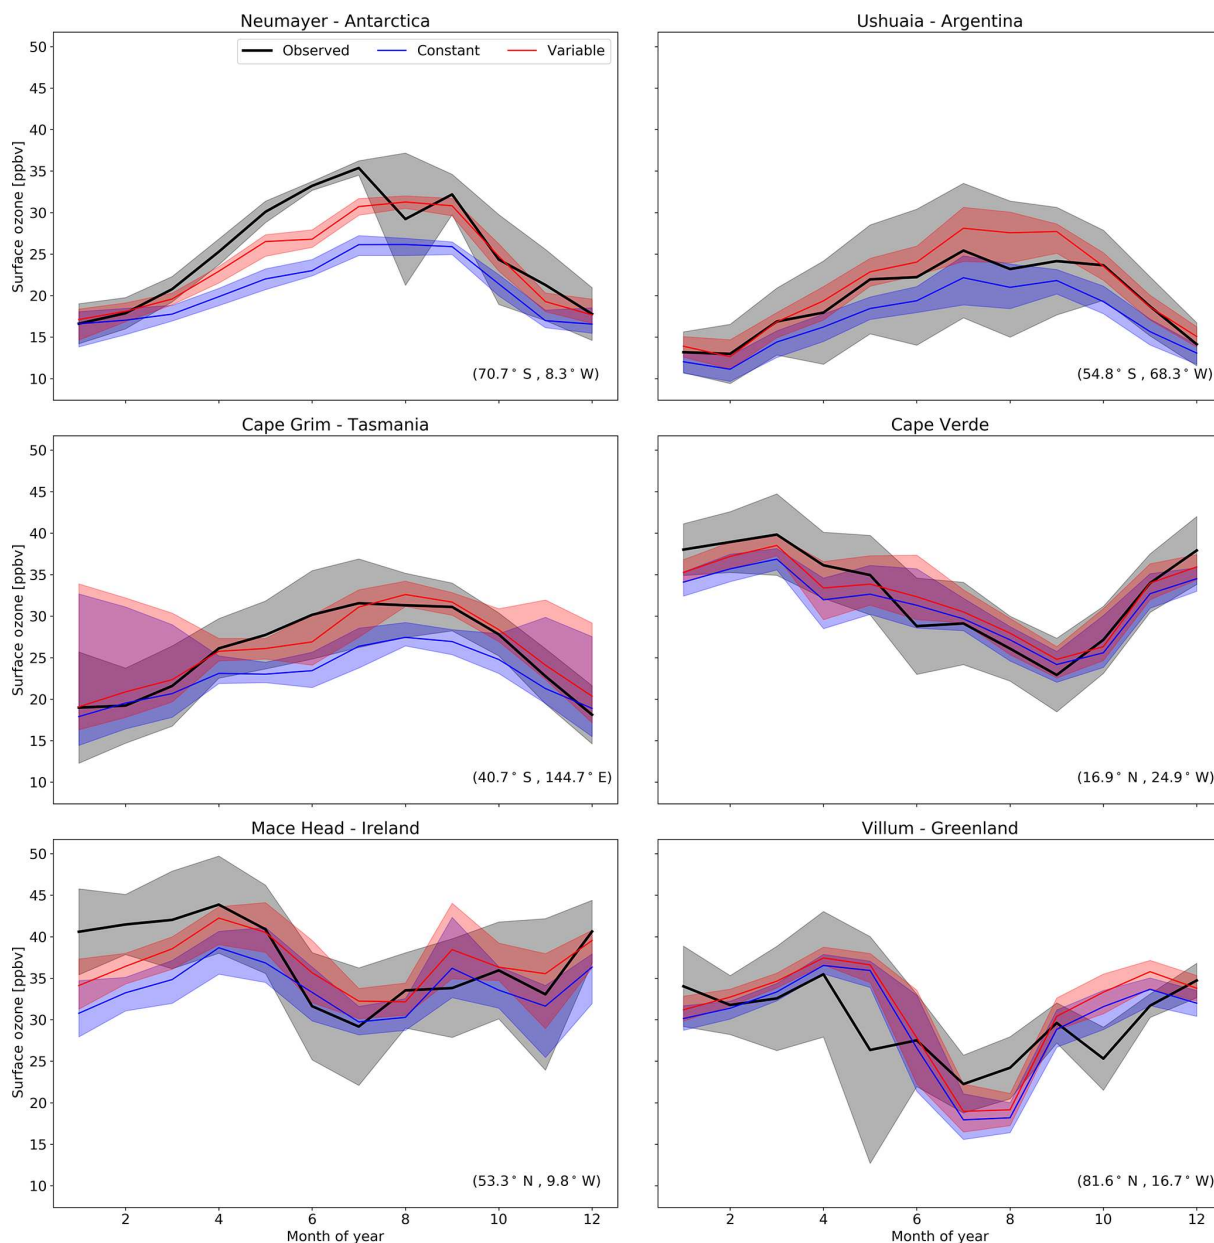 Neumayer - Antarctica
Ushuaia - Argentina
Observed Constant Variable
Surface ozone [ppbv]
50
45
40
35
30
25
20
15
10
(70.7° S , 8.3° W)
(54.8° S , 68.3° W)
Cape Grim - Tasmania
Cape Verde
Surface ozone [ppbv]
50
45
40
35
30
25
20
15
10
(40.7° S , 144.7° E)
(16.9° N , 24.9° W)
Mace Head - Ireland
Villum - Greenland
Surface ozone [ppbv]
50
45
40
35
30
25
20
15
10
(53.3° N , 9.8° W)
(81.6° N , 16.7° W)
2 4 6 8 10 12
Month of year
2 4 6 8 10 12
Month of year